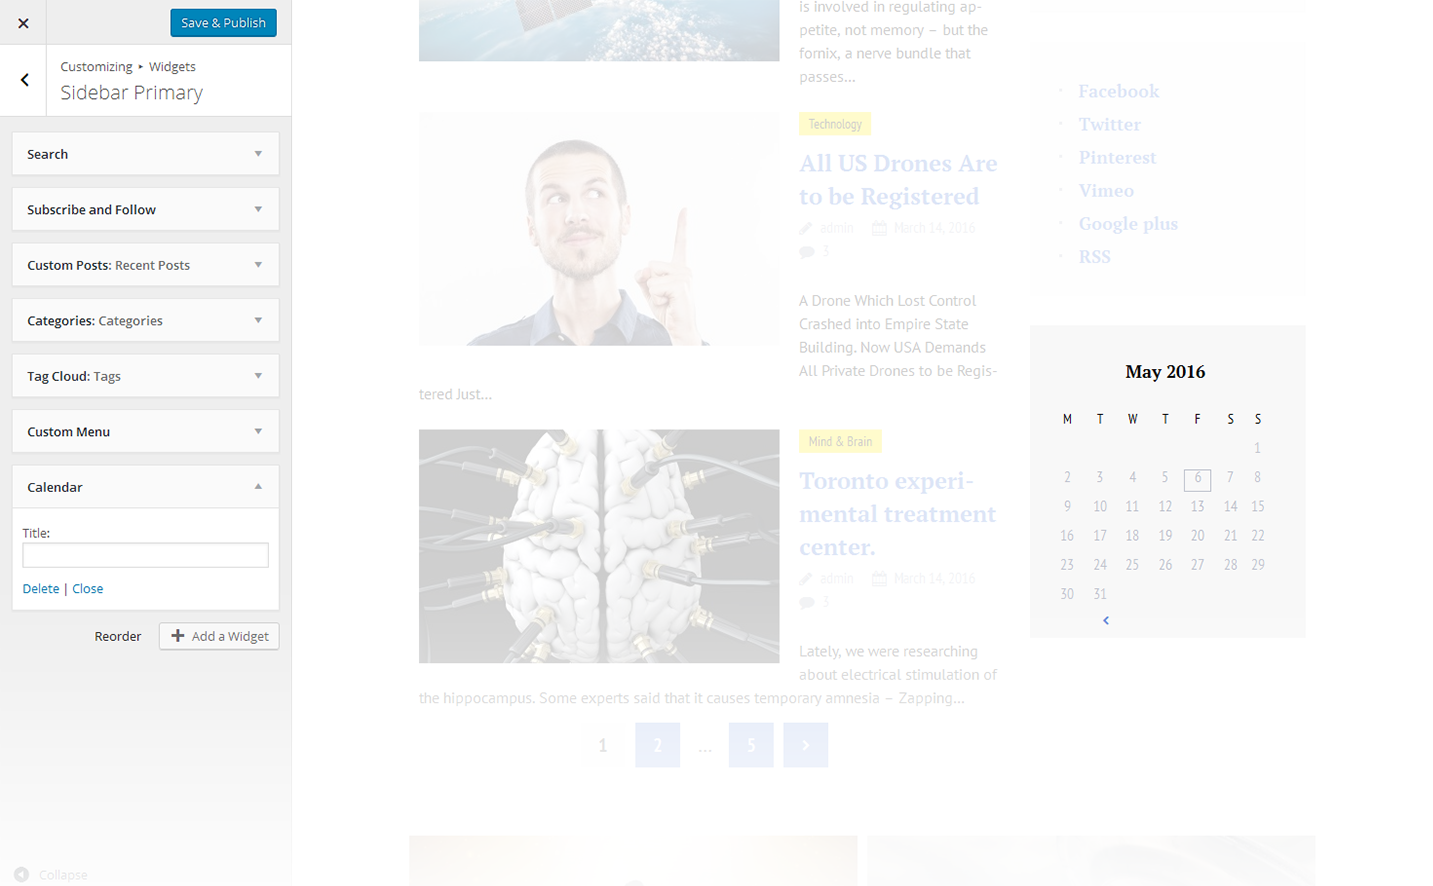 Save & Publish
Customizing ▸ Widgets
Sidebar Primary
Search
Subscribe and Follow
Custom Posts: Recent Posts
Categories: Categories
Tag Cloud: Tags
Custom Menu
Calendar
Title:
Delete | Close
Reorder
Add a Widget
Collapse
is involved in regulating ap-
petite, not memory – but the
fornix, a nerve bundle that
passes...
Technology
All US Drones Are
to be Registered
admin March 14, 2016
3
A Drone Which Lost Control
Crashed into Empire State
Building. Now USA Demands
All Private Drones to be Regis-
tered Just...
Mind & Brain
Toronto experi-
mental treatment
center.
admin March 14, 2016
3
Lately, we were researching
about electrical stimulation of
the hippocampus. Some experts said that it causes temporary amnesia – Zapping...
1 2 ... 5
Facebook
Twitter
Pinterest
Vimeo
Google plus
RSS
May 2016
M T W T F S S
1
2 3 4 5 6 7 8
9 10 11 12 13 14 15
16 17 18 19 20 21 22
23 24 25 26 27 28 29
30 31